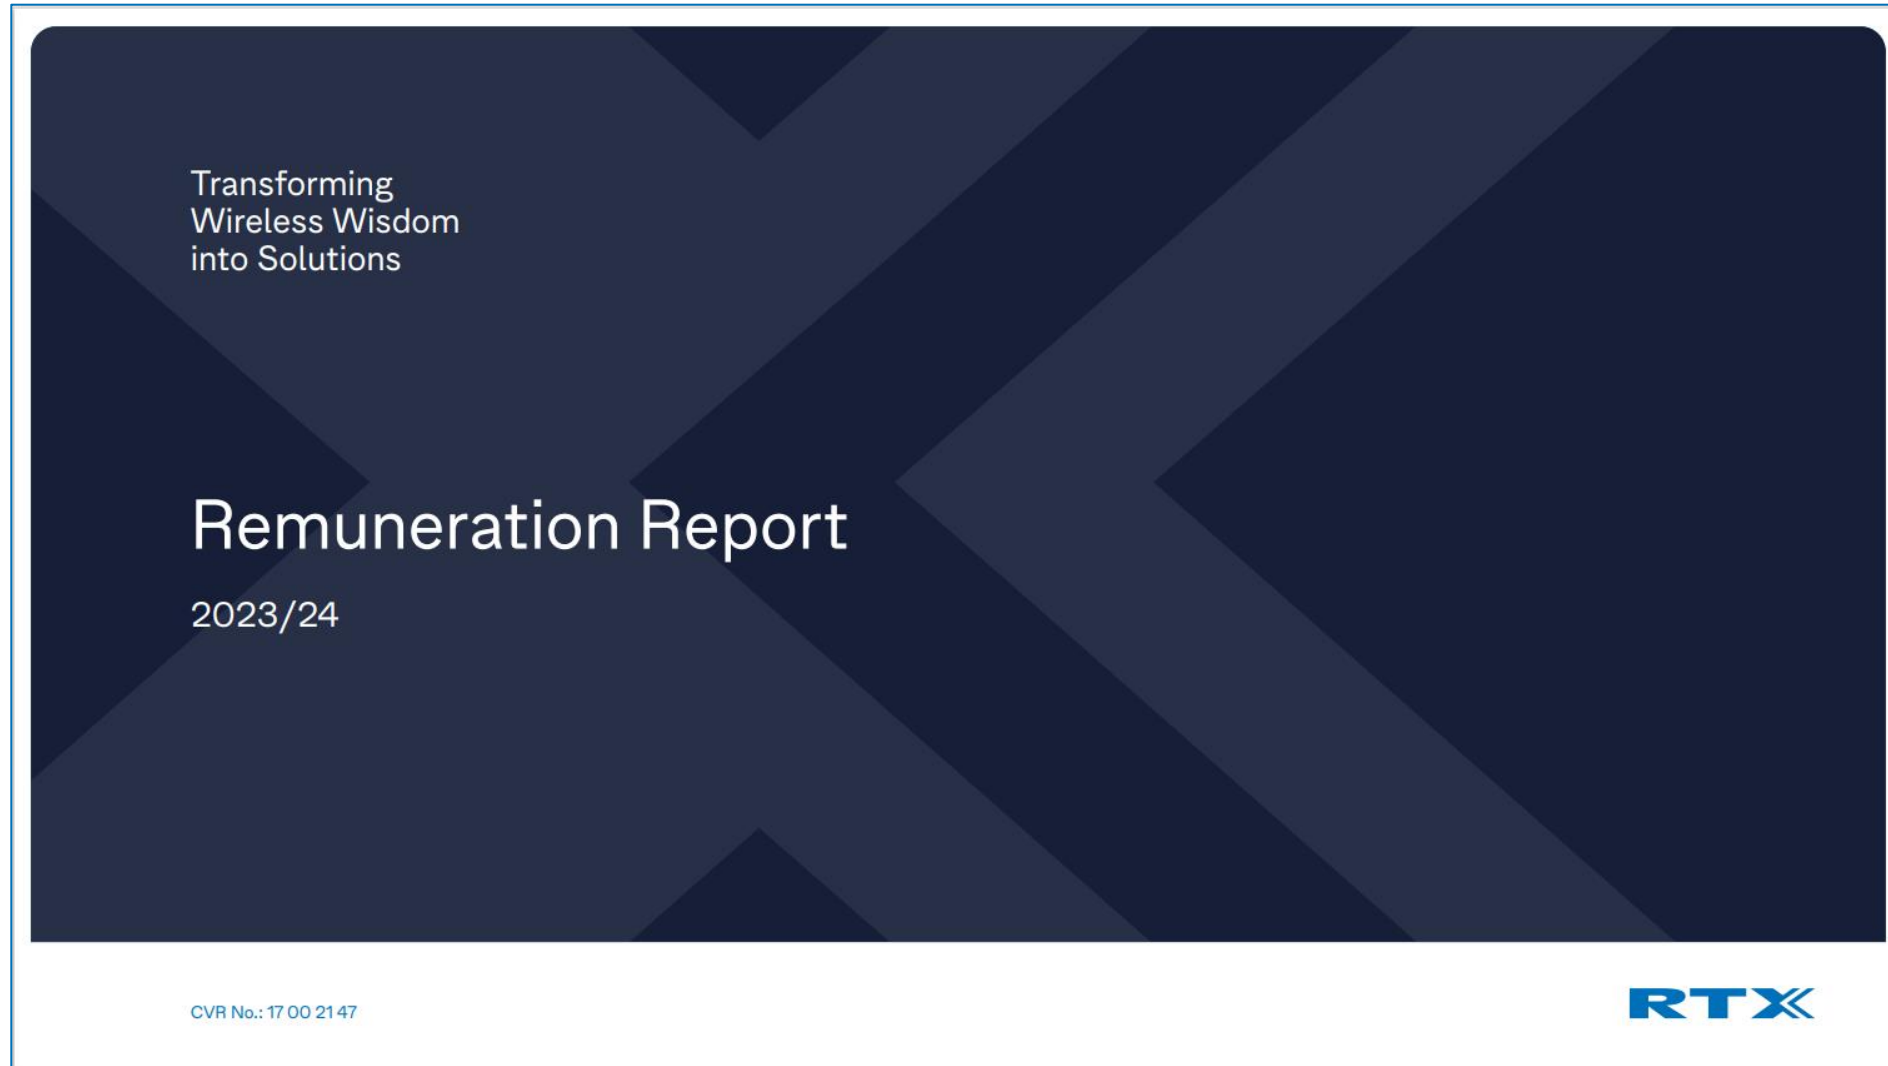 Transforming
Wireless Wisdom
into Solutions
Remuneration Report
2023/24
CVR No.: 17 00 21 47
RTX